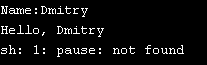 Name:Dmitry
Hello, Dmitry
sh: 1: pause: not found